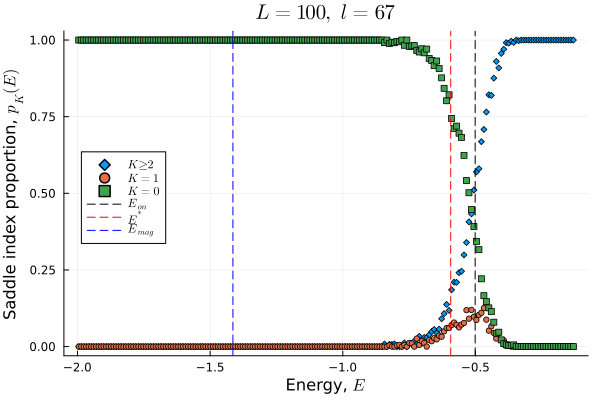 L = 100, l = 67
Saddle index proportion, p_K(E)
1.00
0.75
0.50
0.25
0.00
K≥2
K = 1
K = 0
E_on
E^*
E_mag
−2.0 −1.5 −1.0 −0.5
Energy, E